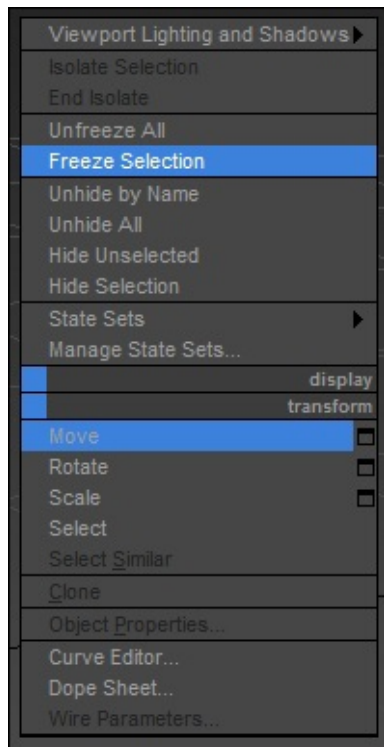 Viewport Lighting and Shadows
Isolate Selection
End Isolate
Unfreeze All
Freeze Selection
Unhide by Name
Unhide All
Hide Unselected
Hide Selection
State Sets
Manage State Sets...
display
transform
Move
Rotate
Scale
Select
Select Similar
Clone
Object Properties...
Curve Editor...
Dope Sheet...
Wire Parameters...